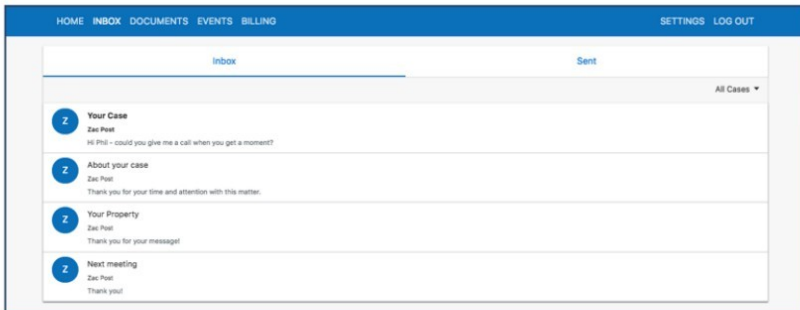 HOME INBOX DOCUMENTS EVENTS BILLING SETTINGS LOG OUT
Inbox Sent
All Cases
Z
Your Case
Zac Post
Hi Phil - could you give me a call when you get a moment?
Z
About your case
Zac Post
Thank you for your time and attention with this matter.
Z
Your Property
Zac Post
Thank you for your message!
Z
Next meeting
Zac Post
Thank you!